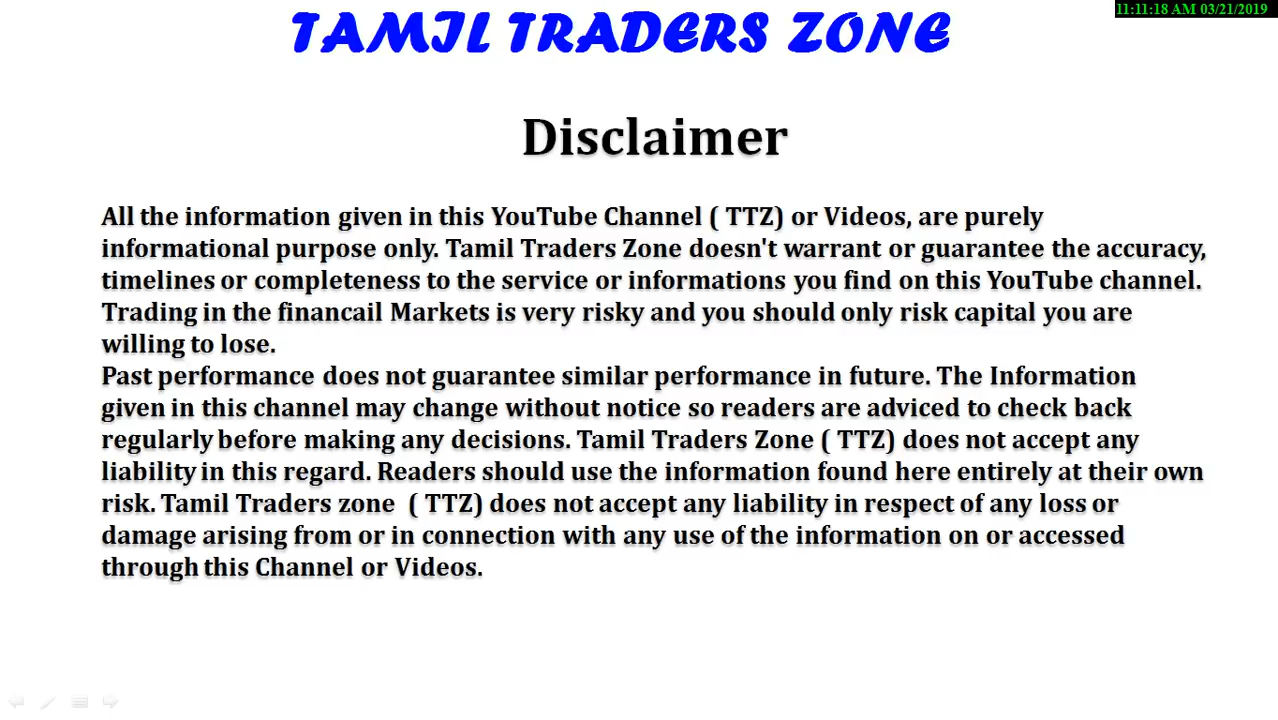 11:11:18 AM 03/21/2019
TAMIL TRADERS ZONE
Disclaimer
All the information given in this YouTube Channel ( TTZ) or Videos, are purely
informational purpose only. Tamil Traders Zone doesn't warrant or guarantee the accuracy,
timelines or completeness to the service or informations you find on this YouTube channel.
Trading in the financail Markets is very risky and you should only risk capital you are
willing to lose.
Past performance does not guarantee similar performance in future. The Information
given in this channel may change without notice so readers are adviced to check back
regularly before making any decisions. Tamil Traders Zone ( TTZ) does not accept any
liability in this regard. Readers should use the information found here entirely at their own
risk. Tamil Traders zone  ( TTZ) does not accept any liability in respect of any loss or
damage arising from or in connection with any use of the information on or accessed
through this Channel or Videos.